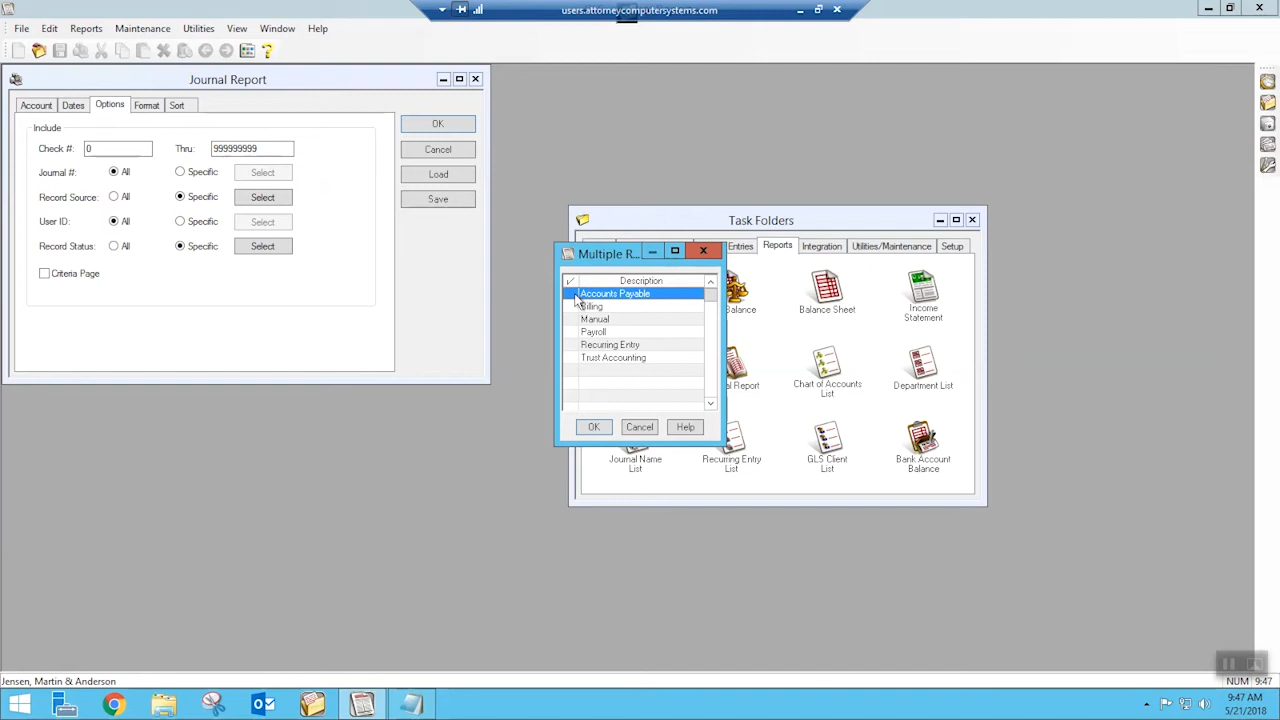 users.attorneycomputersystems.com
File Edit Reports Maintenance Utilities View Window Help
Journal Report
Account Dates Options Format Sort
Include
Check #: 0 Thru: 999999999
Journal #: All Specific Select
Record Source: All Specific Select
User ID: All Specific Select
Record Status: All Specific Select
Criteria Page
OK
Cancel
Load
Save
Task Folders
Entries Reports Integration Utilities/Maintenance Setup
Balance
Balance Sheet
Income
Statement
Report
Chart of Accounts
List
Department List
Journal Name
List
Recurring Entry
List
GLS Client
List
Bank Account
Balance
Multiple R...
Description
Accounts Payable
Billing
Manual
Payroll
Recurring Entry
Trust Accounting
OK Cancel Help
Jensen, Martin & Anderson
NUM 9:47
9:47 AM
5/21/2018